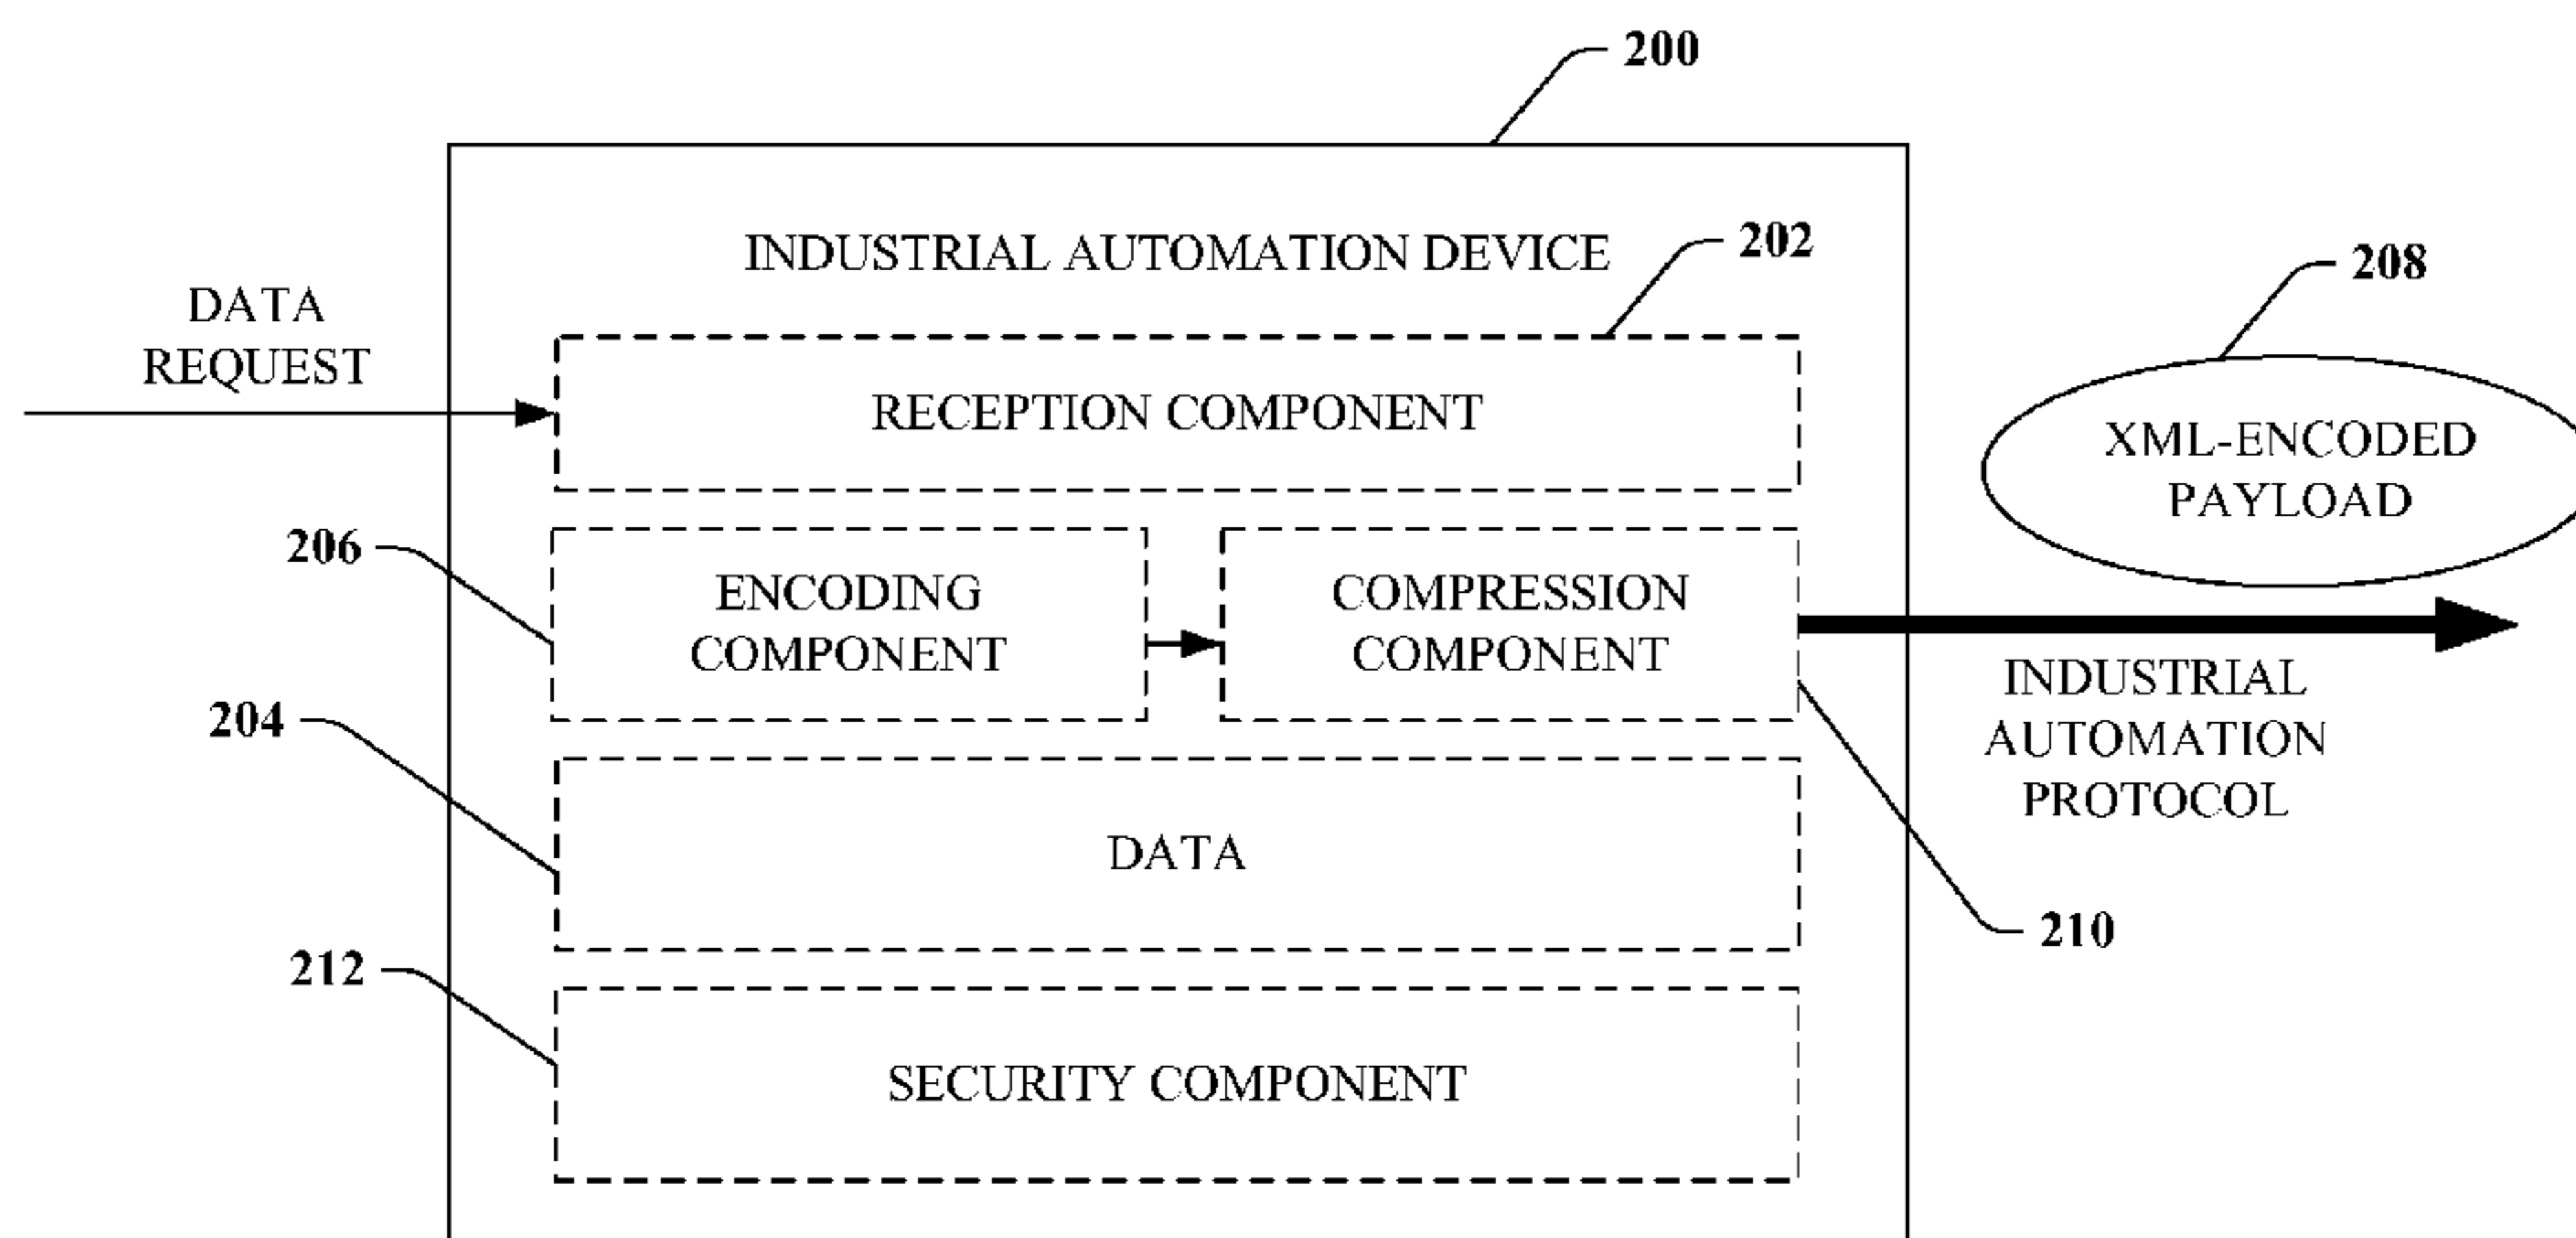 200
INDUSTRIAL AUTOMATION DEVICE
202
208
DATA
REQUEST
RECEPTION COMPONENT
XML-ENCODED
PAYLOAD
206
ENCODING
COMPONENT
COMPRESSION
COMPONENT
INDUSTRIAL
AUTOMATION
PROTOCOL
204
DATA
210
212
SECURITY COMPONENT